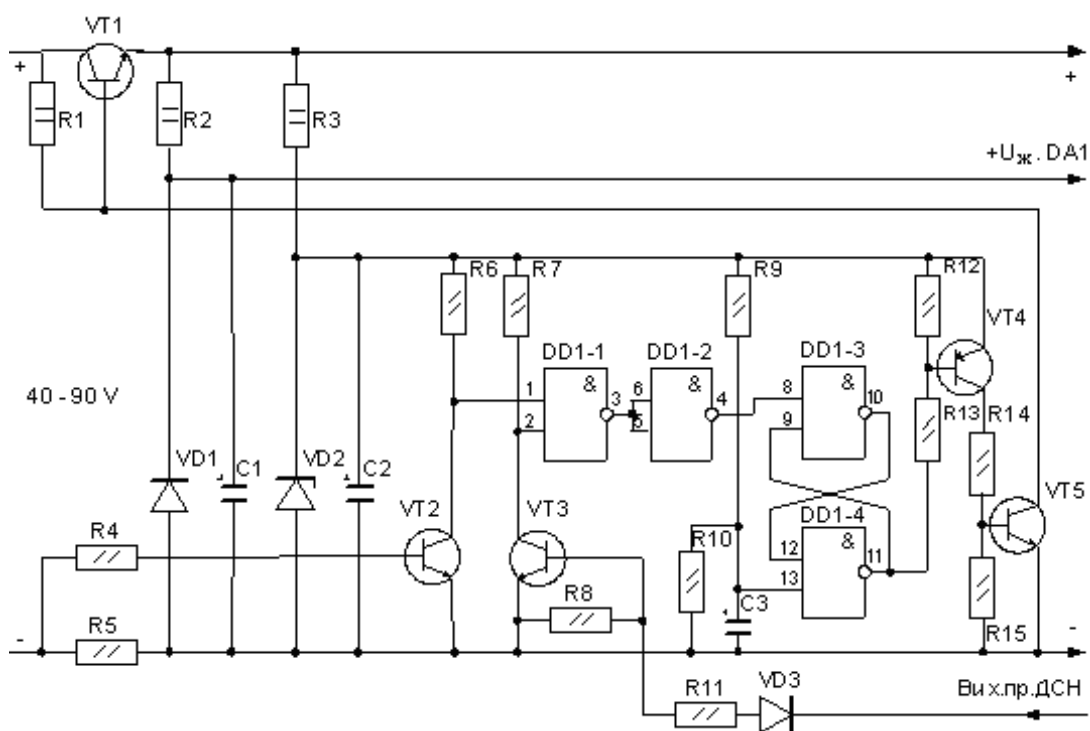 VT1
+
+
R1
R2
R3
+Uж. DA1
R6
R7
R9
R12
VT4
DD1-1
DD1-2
DD1-3
&
&
&
40 - 90 V
1
3
6
4
8
10
2
5
9
R13
R14
VD1
C1
VD2
C2
VT5
VT2
VT3
DD1-4
R4
R10
12
&
11
13
R8
C3
-
R5
R15
-
R11
VD3
Вих.пр.ДСН